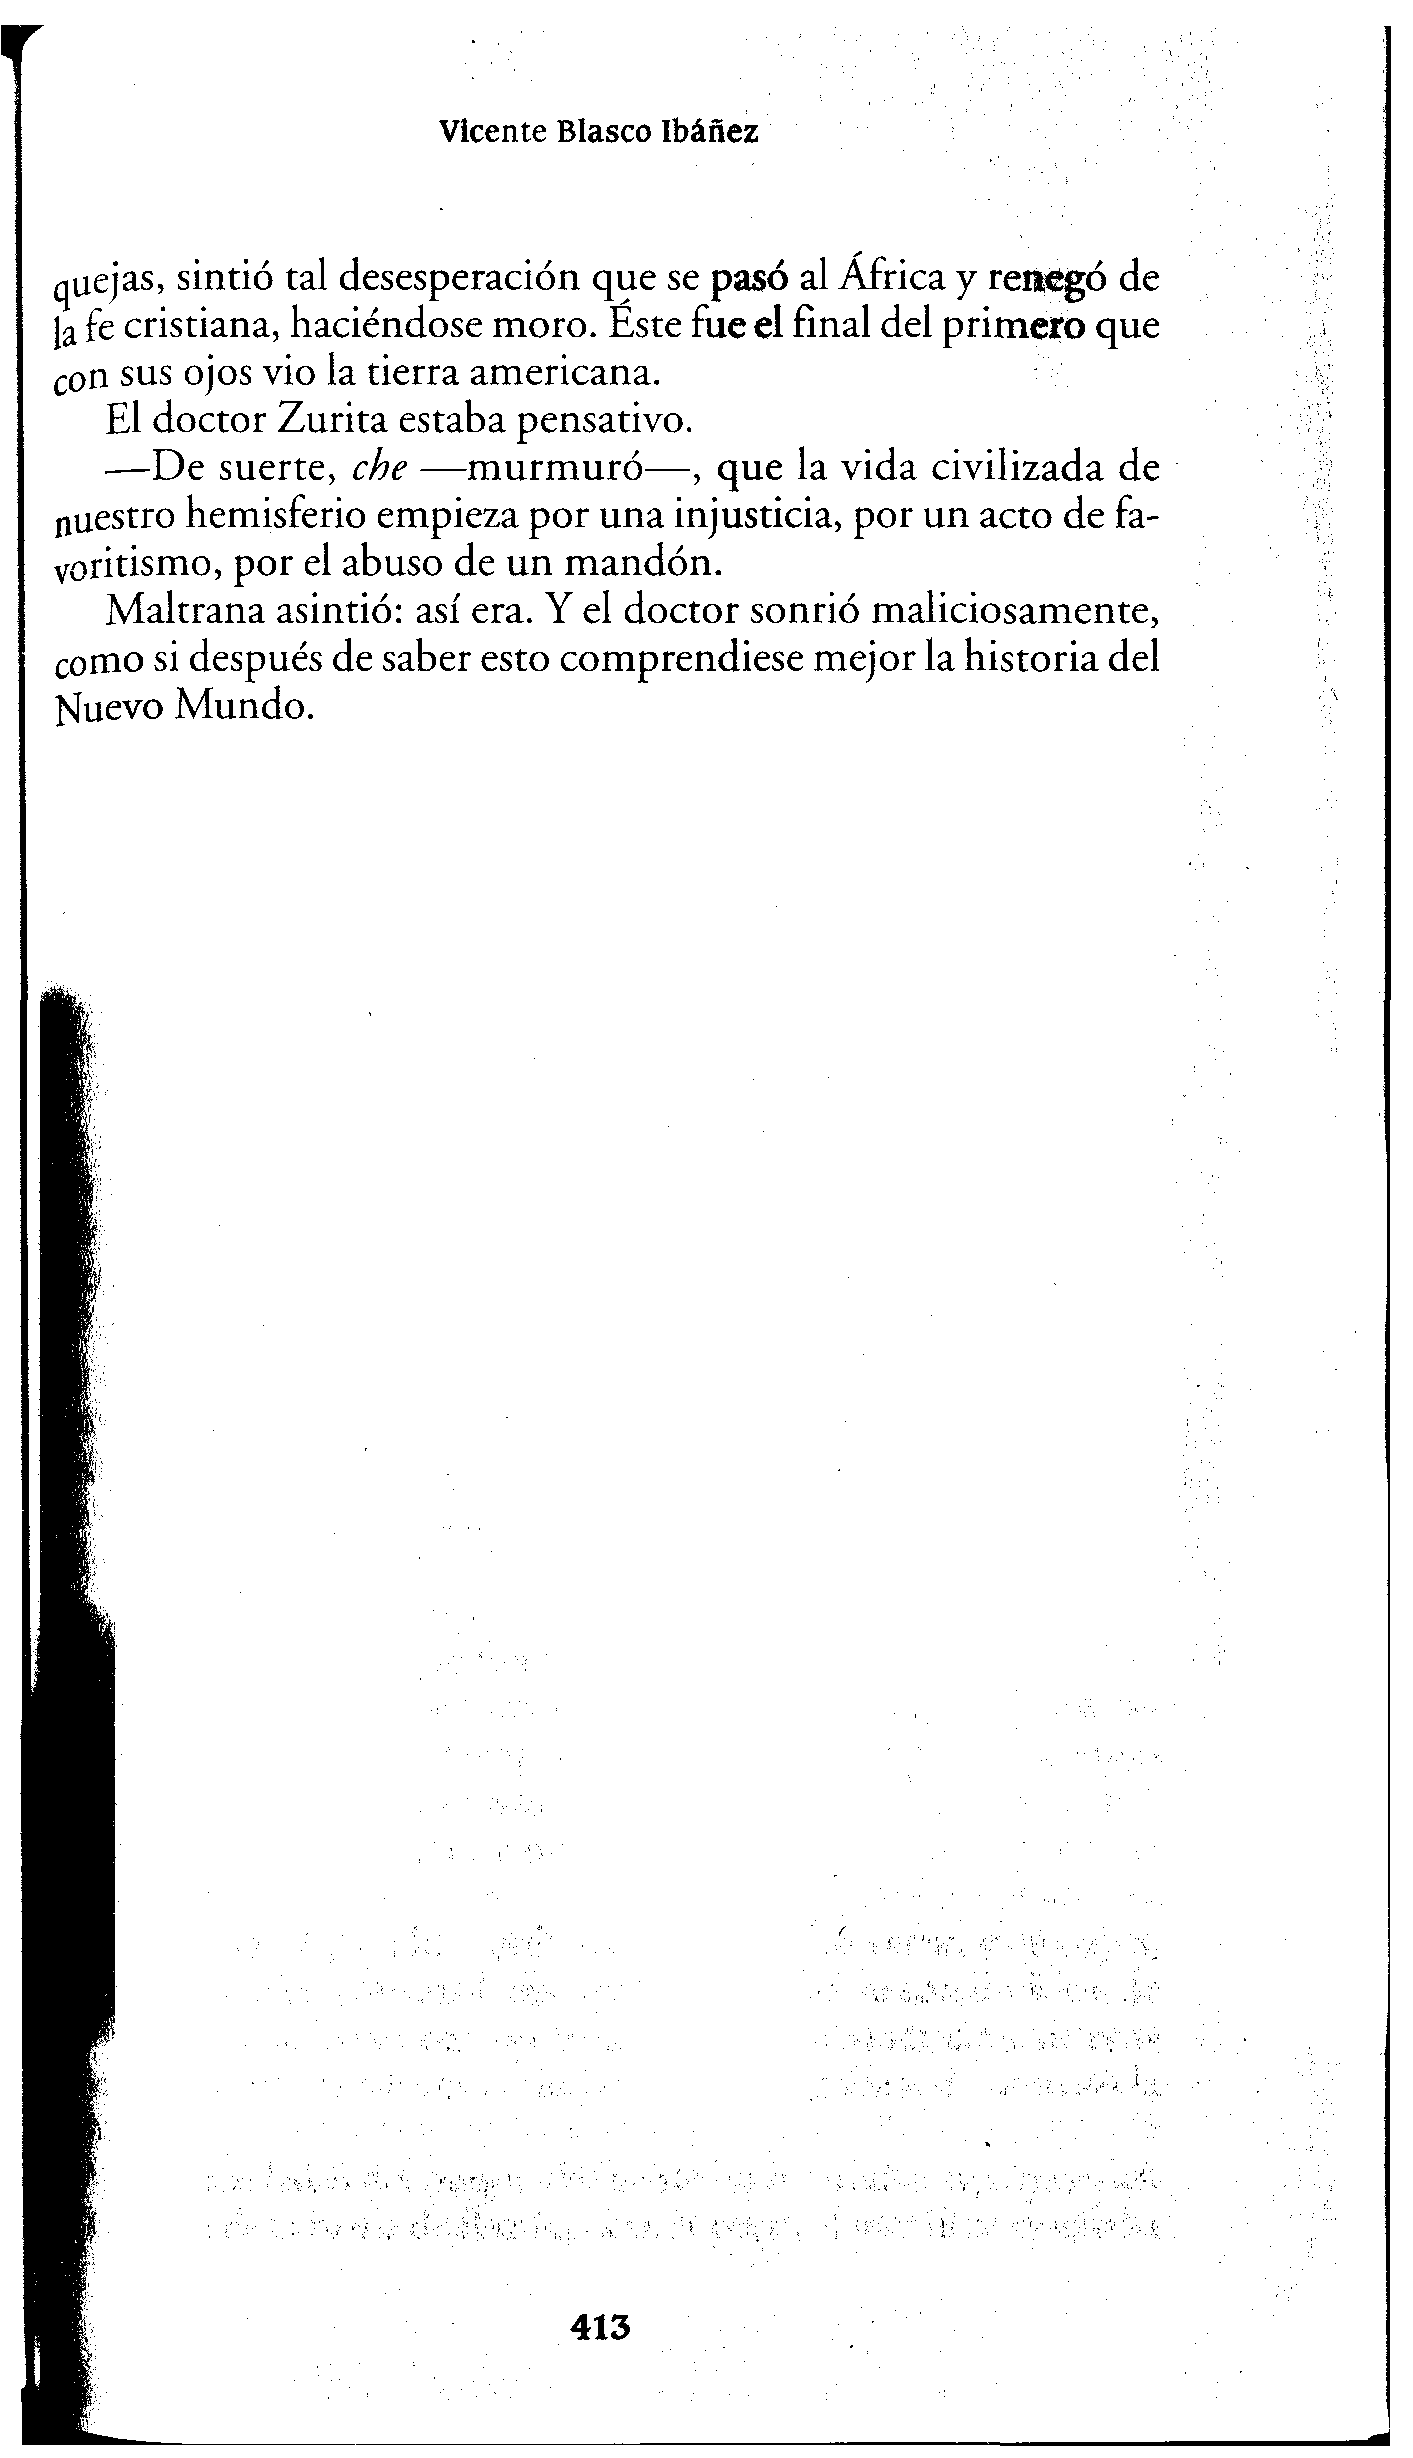 Vicente Blasco Ibáñez
quejas, sintió tal desesperación que se pasó al África y renegó de
la fe cristiana, haciéndose moro. Éste fue el final del primero que
con sus ojos vio la tierra americana.
El doctor Zurita estaba pensativo.
—De suerte, che —murmuró—, que la vida civilizada de
nuestro hemisferio empieza por una injusticia, por un acto de fa-
voritismo, por el abuso de un mandón.
Maltrana asintió: así era. Y el doctor sonrió maliciosamente,
como si después de saber esto comprendiese mejor la historia del
Nuevo Mundo.
413